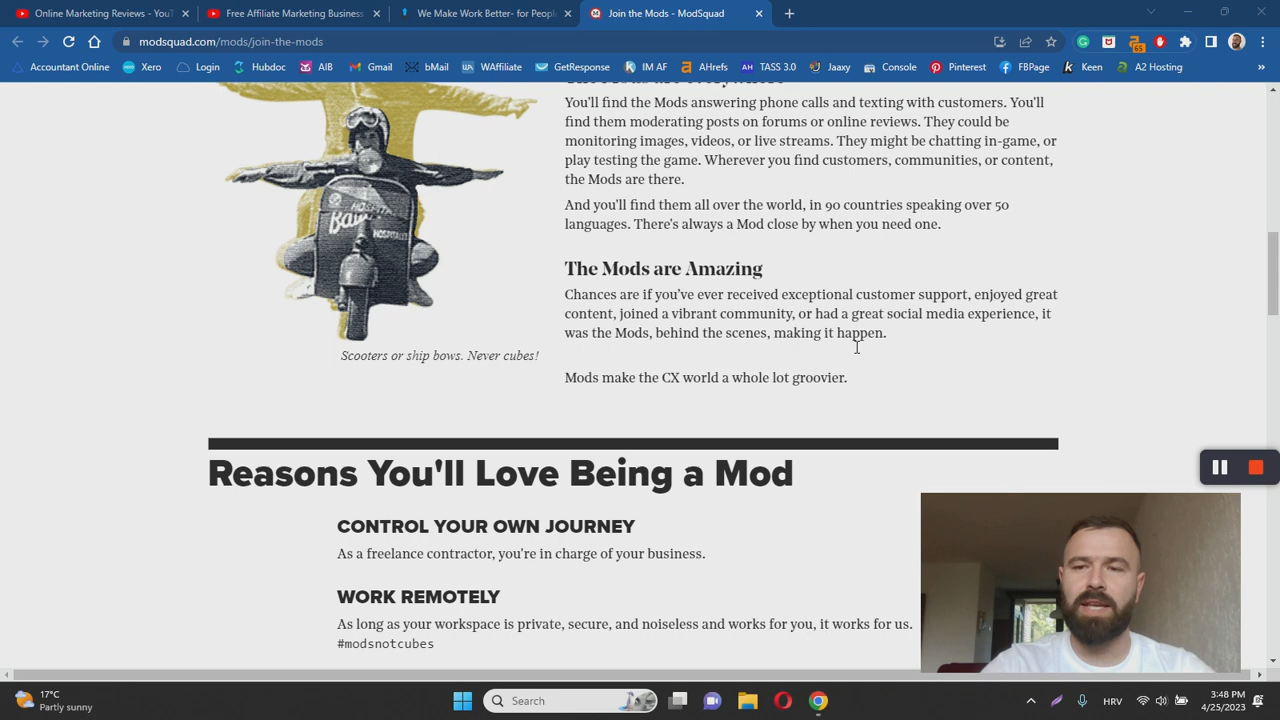 Online Marketing Reviews - YouT
Free Affiliate Marketing Business
We Make Work Better- for People
Join the Mods - ModSquad
modsquad.com/mods/join-the-mods
65
Accountant Online
Xero
Login
Hubdoc
AIB
Gmail
bMail
WAffiliate
GetResponse
IM AF
AHrefs
TASS 3.0
Jaaxy
Console
Pinterest
FBPage
BS
A2 Hosting
»
You'll find the Mods answering phone calls and texting with customers. You'll
find them moderating posts on forums or online reviews. They could be
monitoring images, videos, or live streams. They might be chatting in-game, or
play testing the game. Wherever you find customers, communities, or content,
the Mods are there.
And you'll find them all over the world, in 90 countries speaking over 50
languages. There's always a Mod close by when you need one.
The Mods are Amazing
Chances are if you've ever received exceptional customer support, enjoyed great
content, joined a vibrant community, or had a great social media experience, it
was the Mods, behind the scenes, making it happen.
Scooters or ship bows. Never cubes!
Mods make the CX world a whole lot groovier.
Reasons You'll Love Being a Mod
CONTROL YOUR OWN JOURNEY
As a freelance contractor, you're in charge of your business.
WORK REMOTELY
As long as your workspace is private, secure, and noiseless and works for you, it works for us.
#modsnotcubes
17°C
Partly sunny
Search
HRV
3:48 PM
4/25/2023